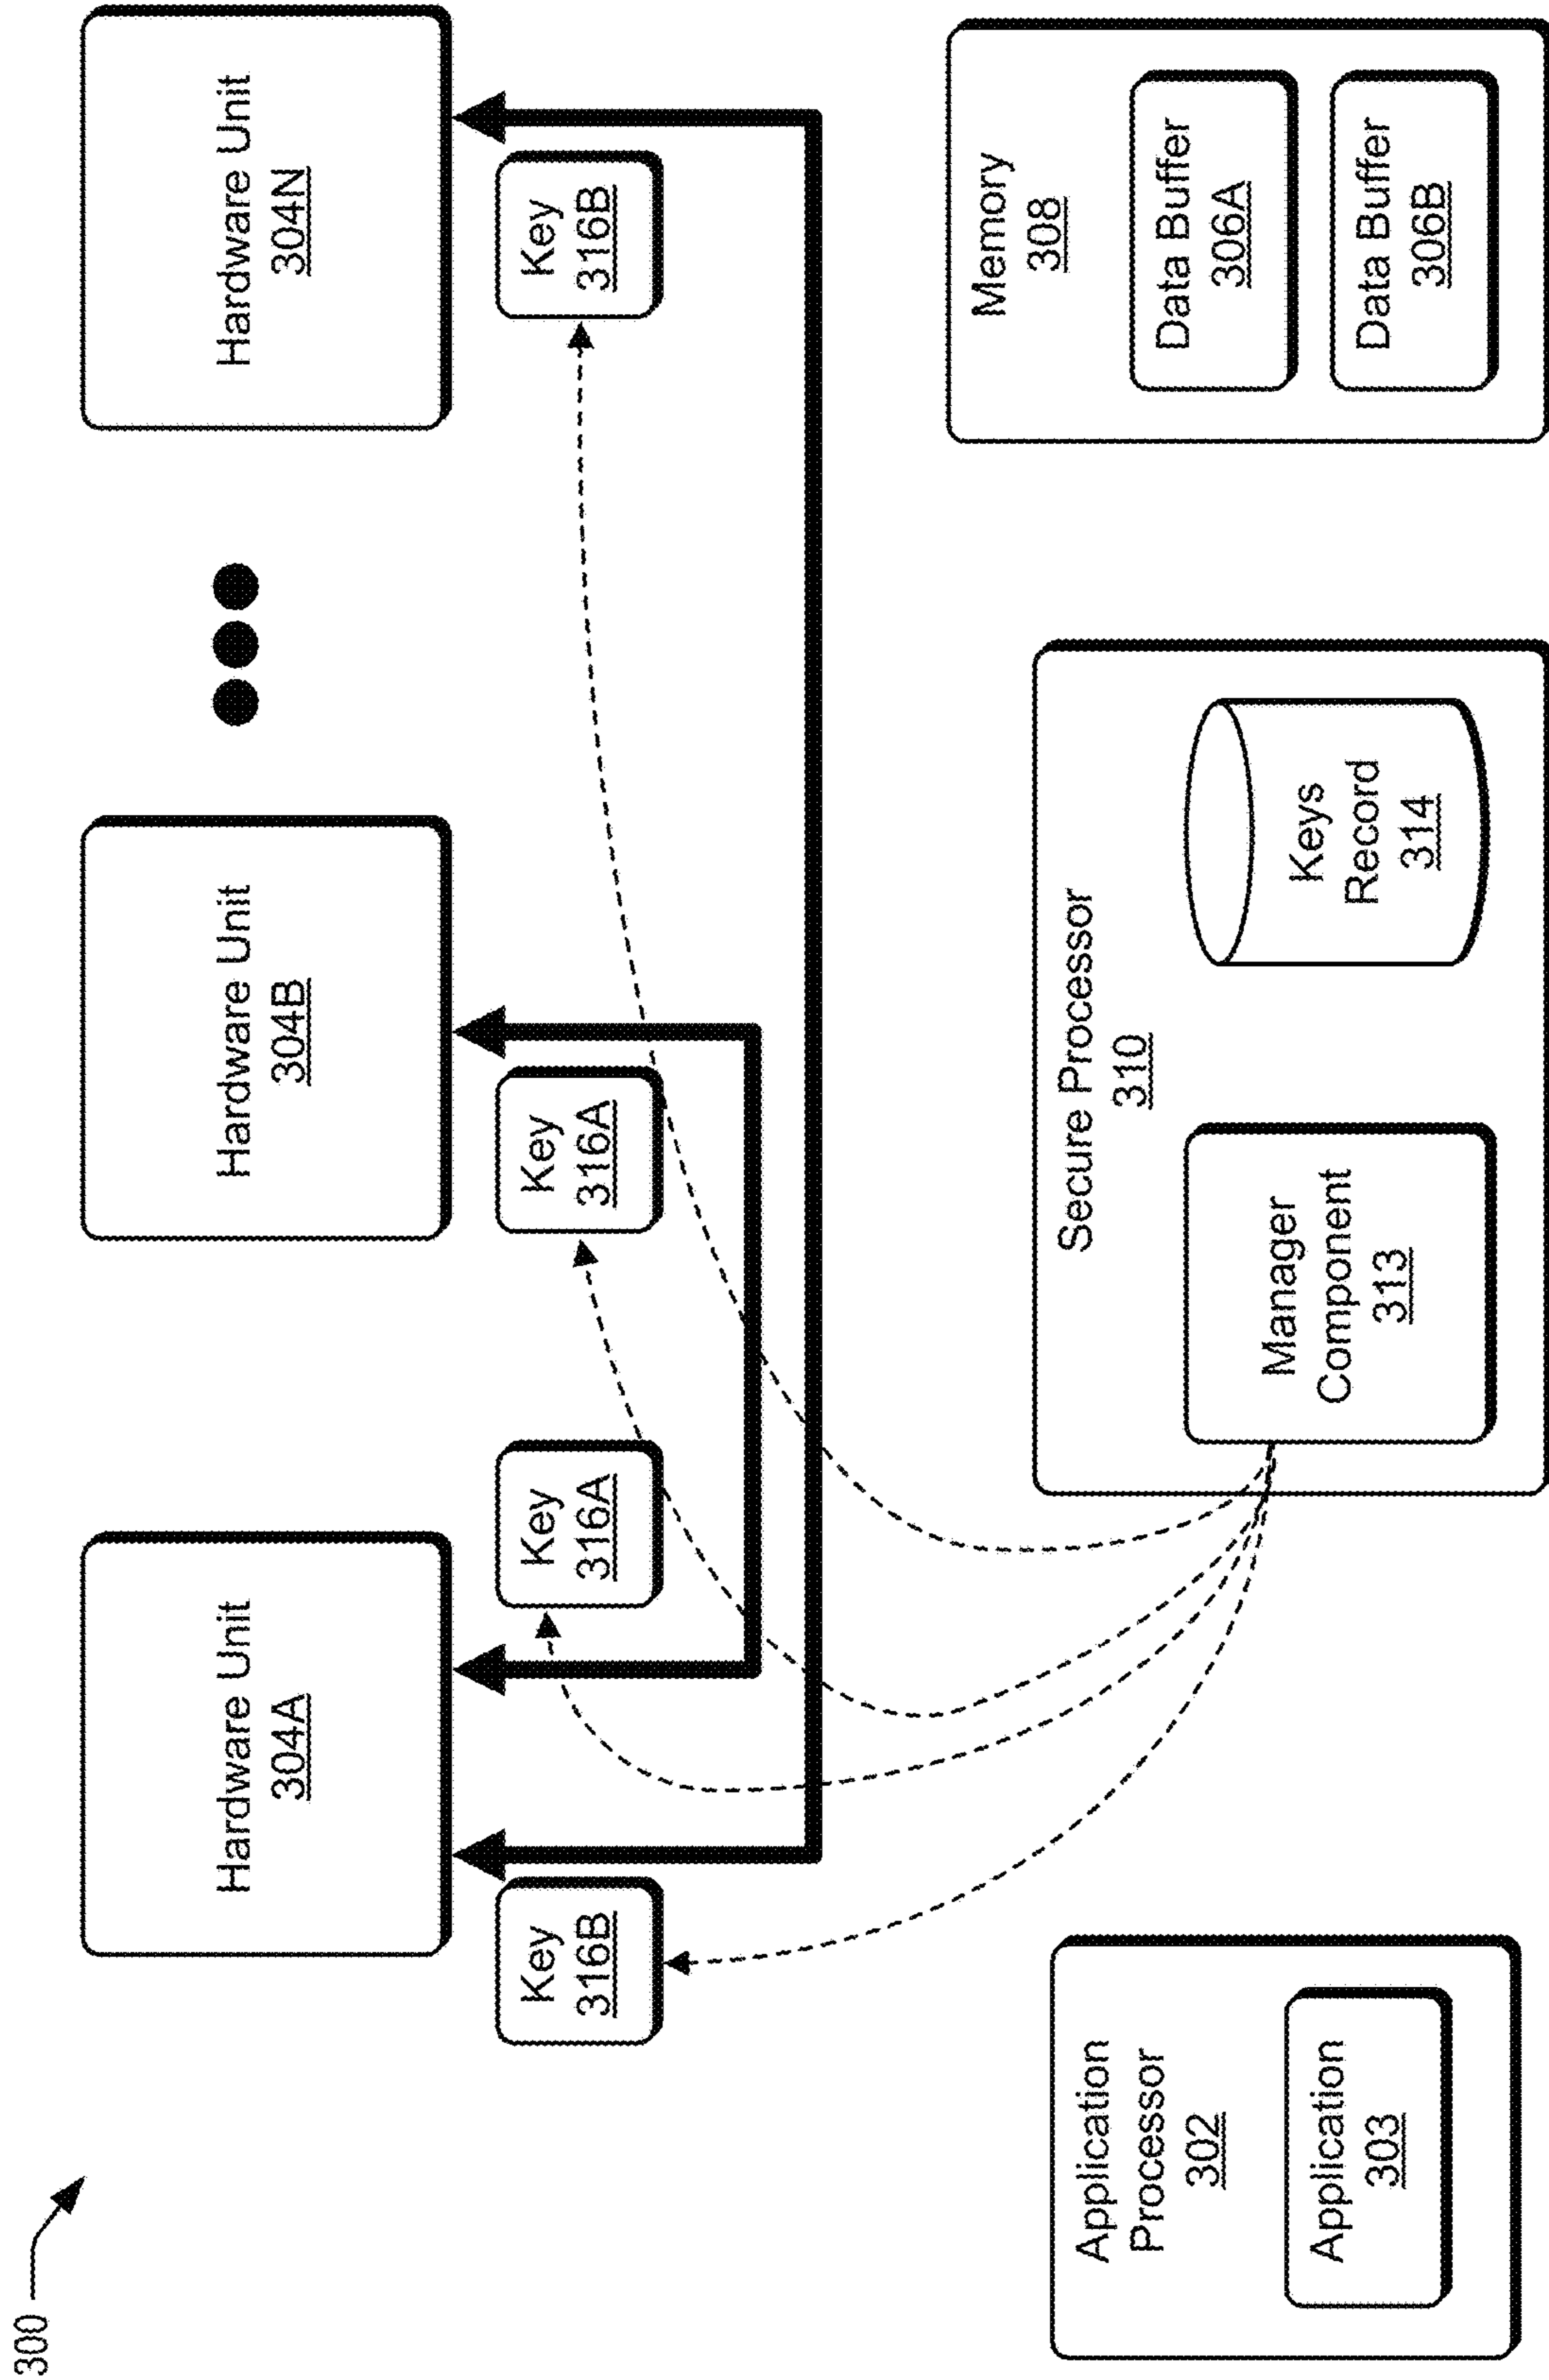 300
Hardware Unit
304A
Hardware Unit
304B
Hardware Unit
304N
Key
316B
Key
316A
Key
316A
Key
316B
Application
Processor
302
Application
303
Secure Processor
310
Manager
Component
313
Keys
Record
314
Memory
308
Data Buffer
306A
Data Buffer
306B